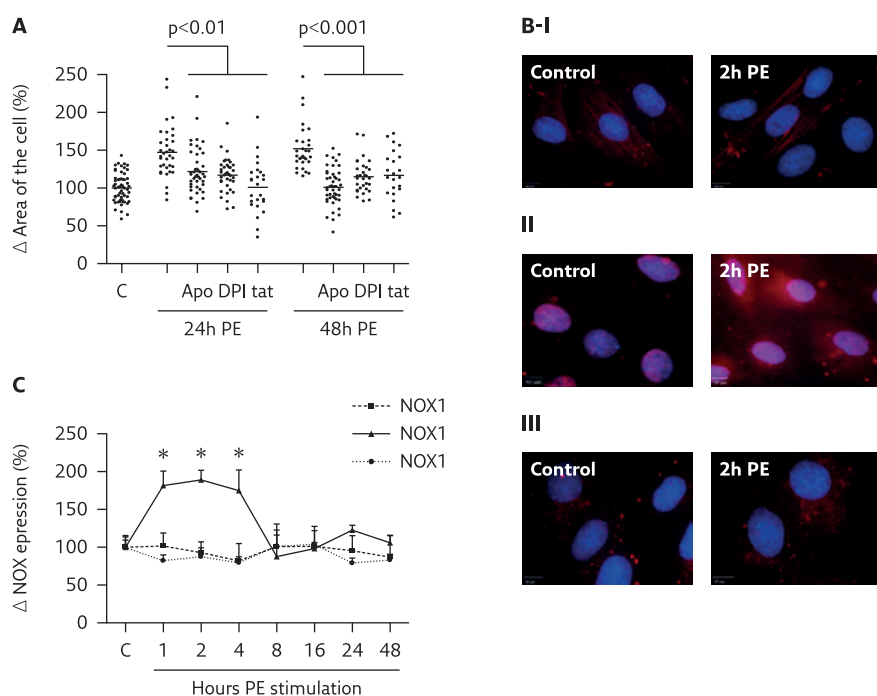 A
p<0.01
p<0.001
Δ Area of the cell (%)
250
200
150
100
50
0
C
Apo DPI tat
Apo DPI tat
24h PE
48h PE
B-I
Control
2h PE
II
Control
2h PE
III
Control
2h PE
C
NOX1
NOX1
NOX1
Δ NOX epression (%)
250
200
150
100
50
0
* * *
C 1 2 4 8 16 24 48
Hours PE stimulation